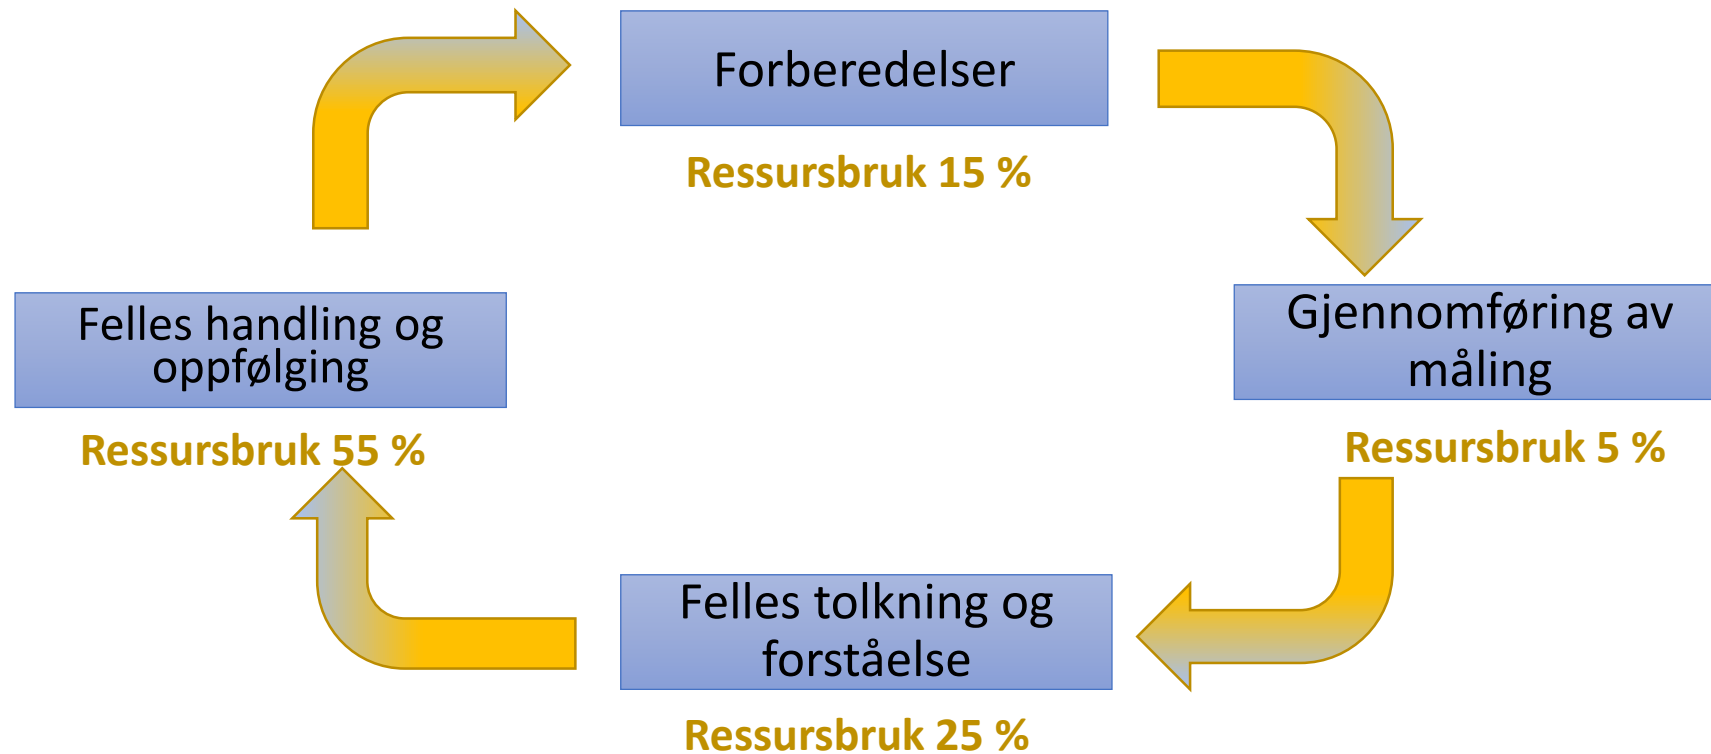 Forberedelser
Ressursbruk 15 %
Gjennomføring av
måling
Ressursbruk 5 %
Felles tolkning og
forståelse
Ressursbruk 25 %
Felles handling og
oppfølging
Ressursbruk 55 %